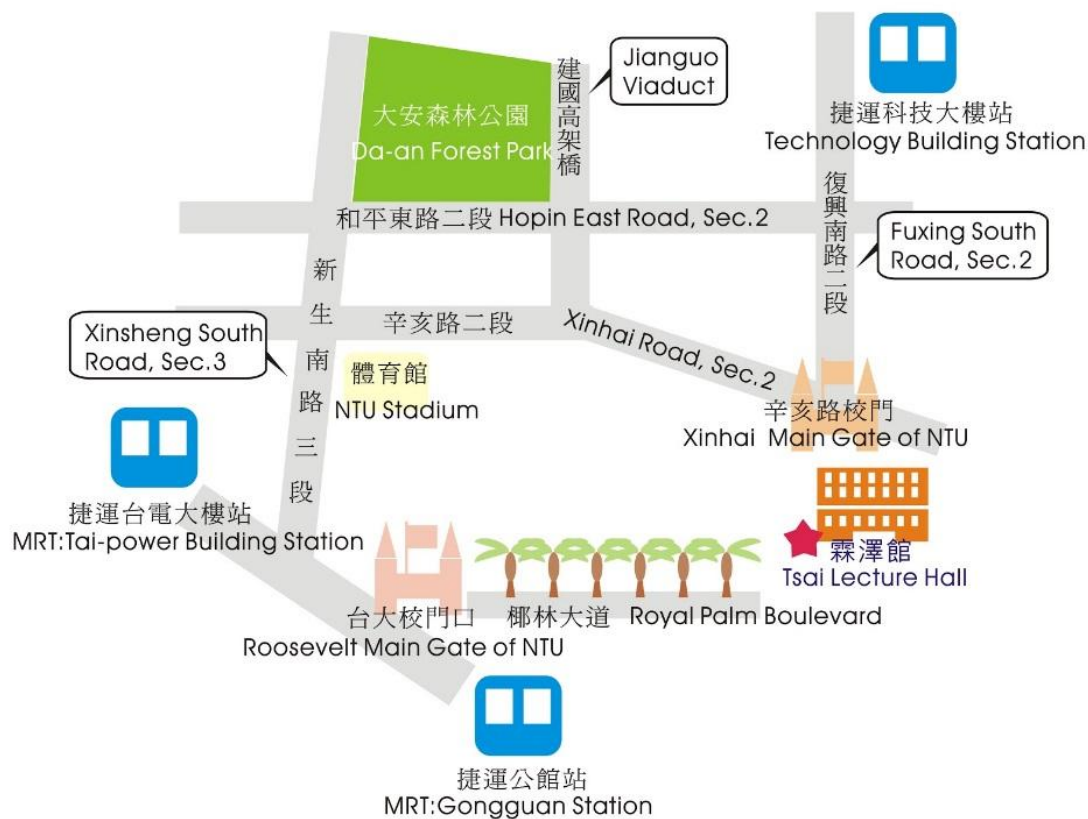 建國高架橋
Jianguo
Viaduct
大安森林公園
Da-an Forest Park
捷運科技大樓站
Technology Building Station
和平東路二段 Hopin East Road, Sec.2
復興南路二段
Fuxing South
Road, Sec.2
新生南路三段
辛亥路二段
Xinhai Road, Sec.2
Xinsheng South
Road, Sec.3
體育館
NTU Stadium
辛亥路校門
Xinhai Main Gate of NTU
捷運台電大樓站
MRT:Tai-power Building Station
霖澤館
Tsai Lecture Hall
台大校門口
Roosevelt Main Gate of NTU
椰林大道 Royal Palm Boulevard
捷運公館站
MRT:Gongguan Station